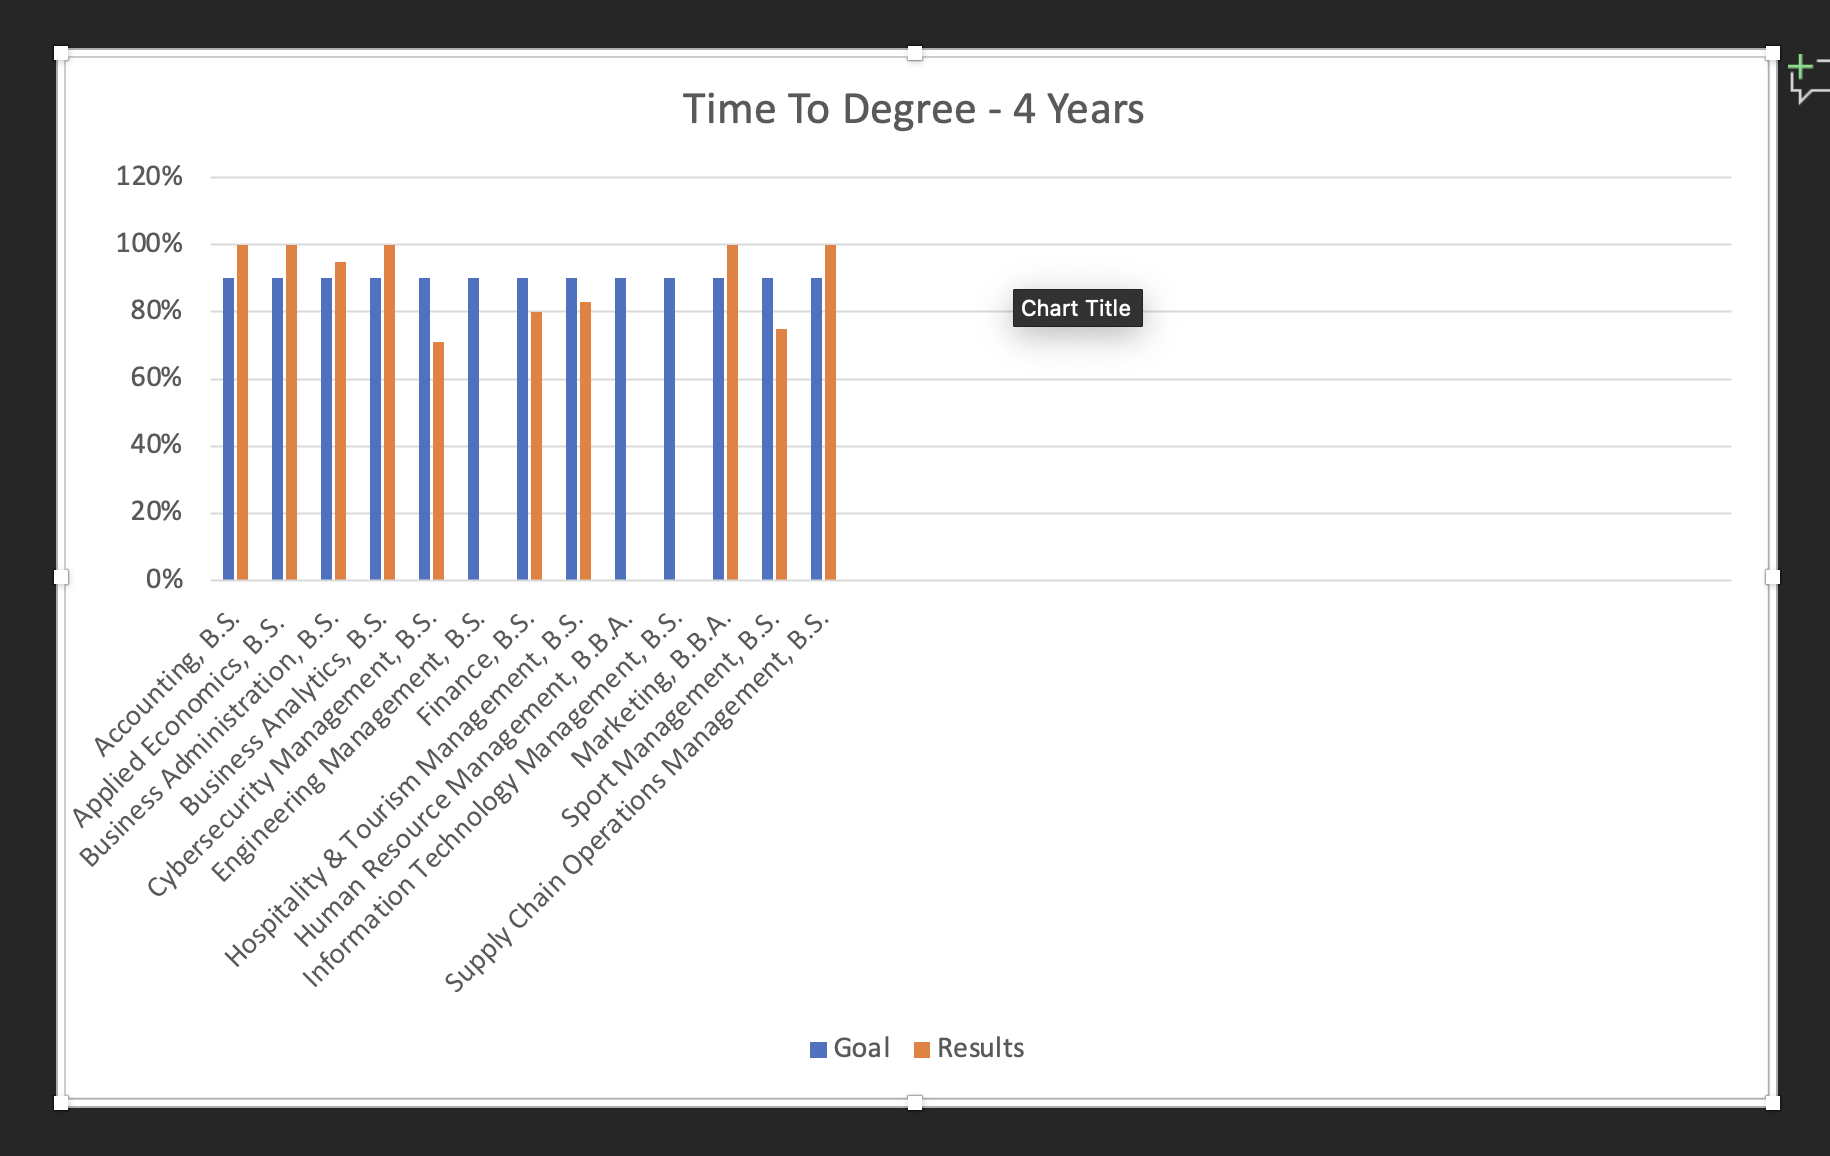 Time To Degree - 4 Years
120%
100%
80%
60%
40%
20%
0%
Chart Title
Accounting, B.S.
Applied Economics, B.S.
Business Administration, B.S.
Business Analytics, B.S.
Cybersecurity Management, B.S.
Engineering Management, B.S.
Finance, B.S.
Hospitality & Tourism Management, B.S.
Human Resource Management, B.B.A.
Information Technology Management, B.S.
Marketing, B.B.A.
Sport Management, B.S.
Supply Chain Operations Management, B.S.
Goal Results